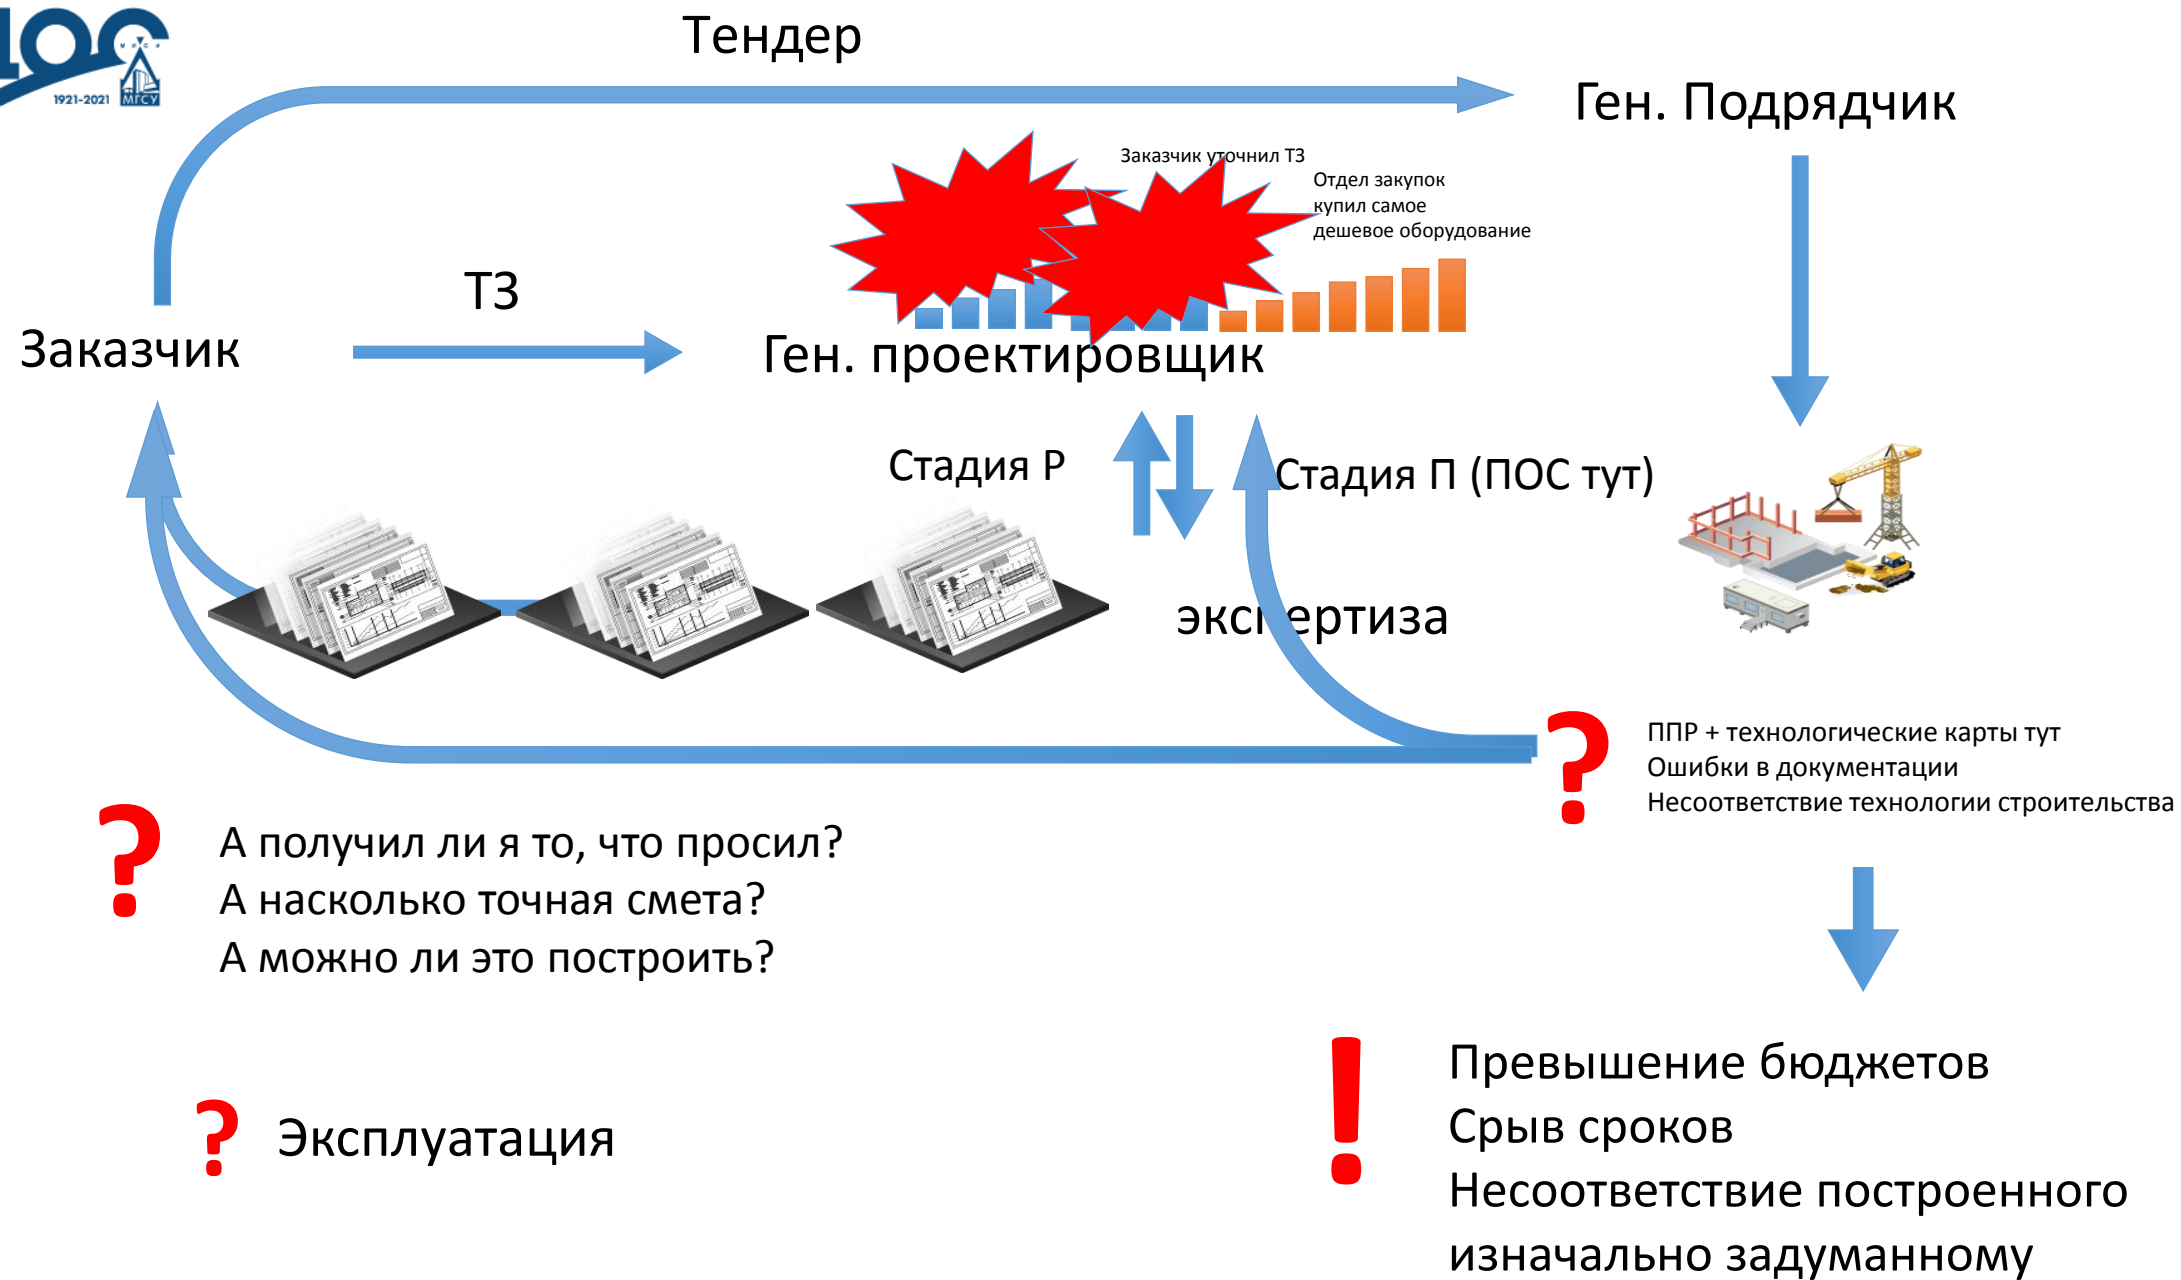 100
МИСИ
1921-2021
МГСУ
Тендер
Ген. Подрядчик
Заказчик уточнил ТЗ
Отдел закупок
купил самое
дешевое оборудование
ТЗ
Заказчик
Ген. проектировщик
Стадия Р
Стадия П (ПОС тут)
экспертиза
?
ППР + технологические карты тут
Ошибки в документации
Несоответствие технологии строительства
?
А получил ли я то, что просил?
А насколько точная смета?
А можно ли это построить?
!
Превышение бюджетов
Срыв сроков
Несоответствие построенного
изначально задуманному
?
Эксплуатация